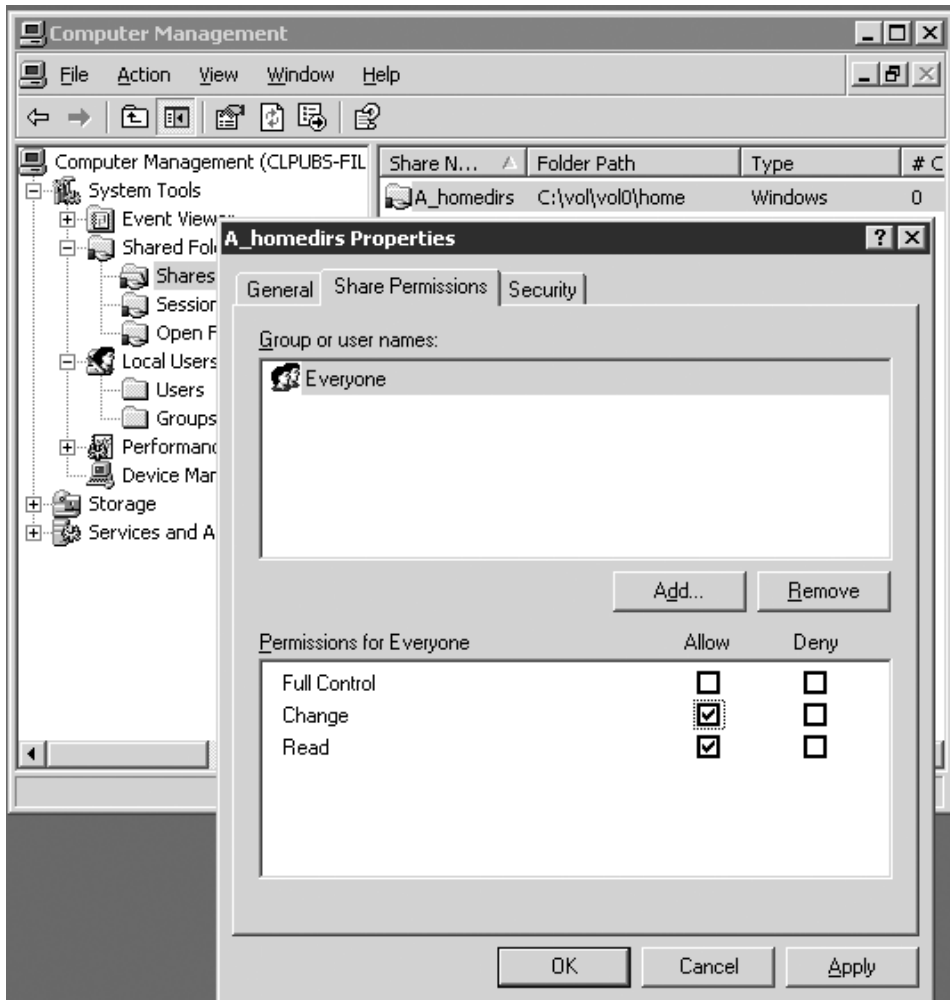 Computer Management
File Action View Window Help
Computer Management (CLPUBS-FIL
System Tools
Event Viewer
Shared Fol
Shares
Session
Open F
Local Users
Users
Groups
Performanc
Device Mar
Storage
Services and A
Share N... Folder Path Type # C
A_homedirs C:\vol\vol0\home Windows 0
A_homedirs Properties
General Share Permissions Security
Group or user names:
Everyone
Add... Remove
Permissions for Everyone Allow Deny
Full Control
Change
Read
OK Cancel Apply